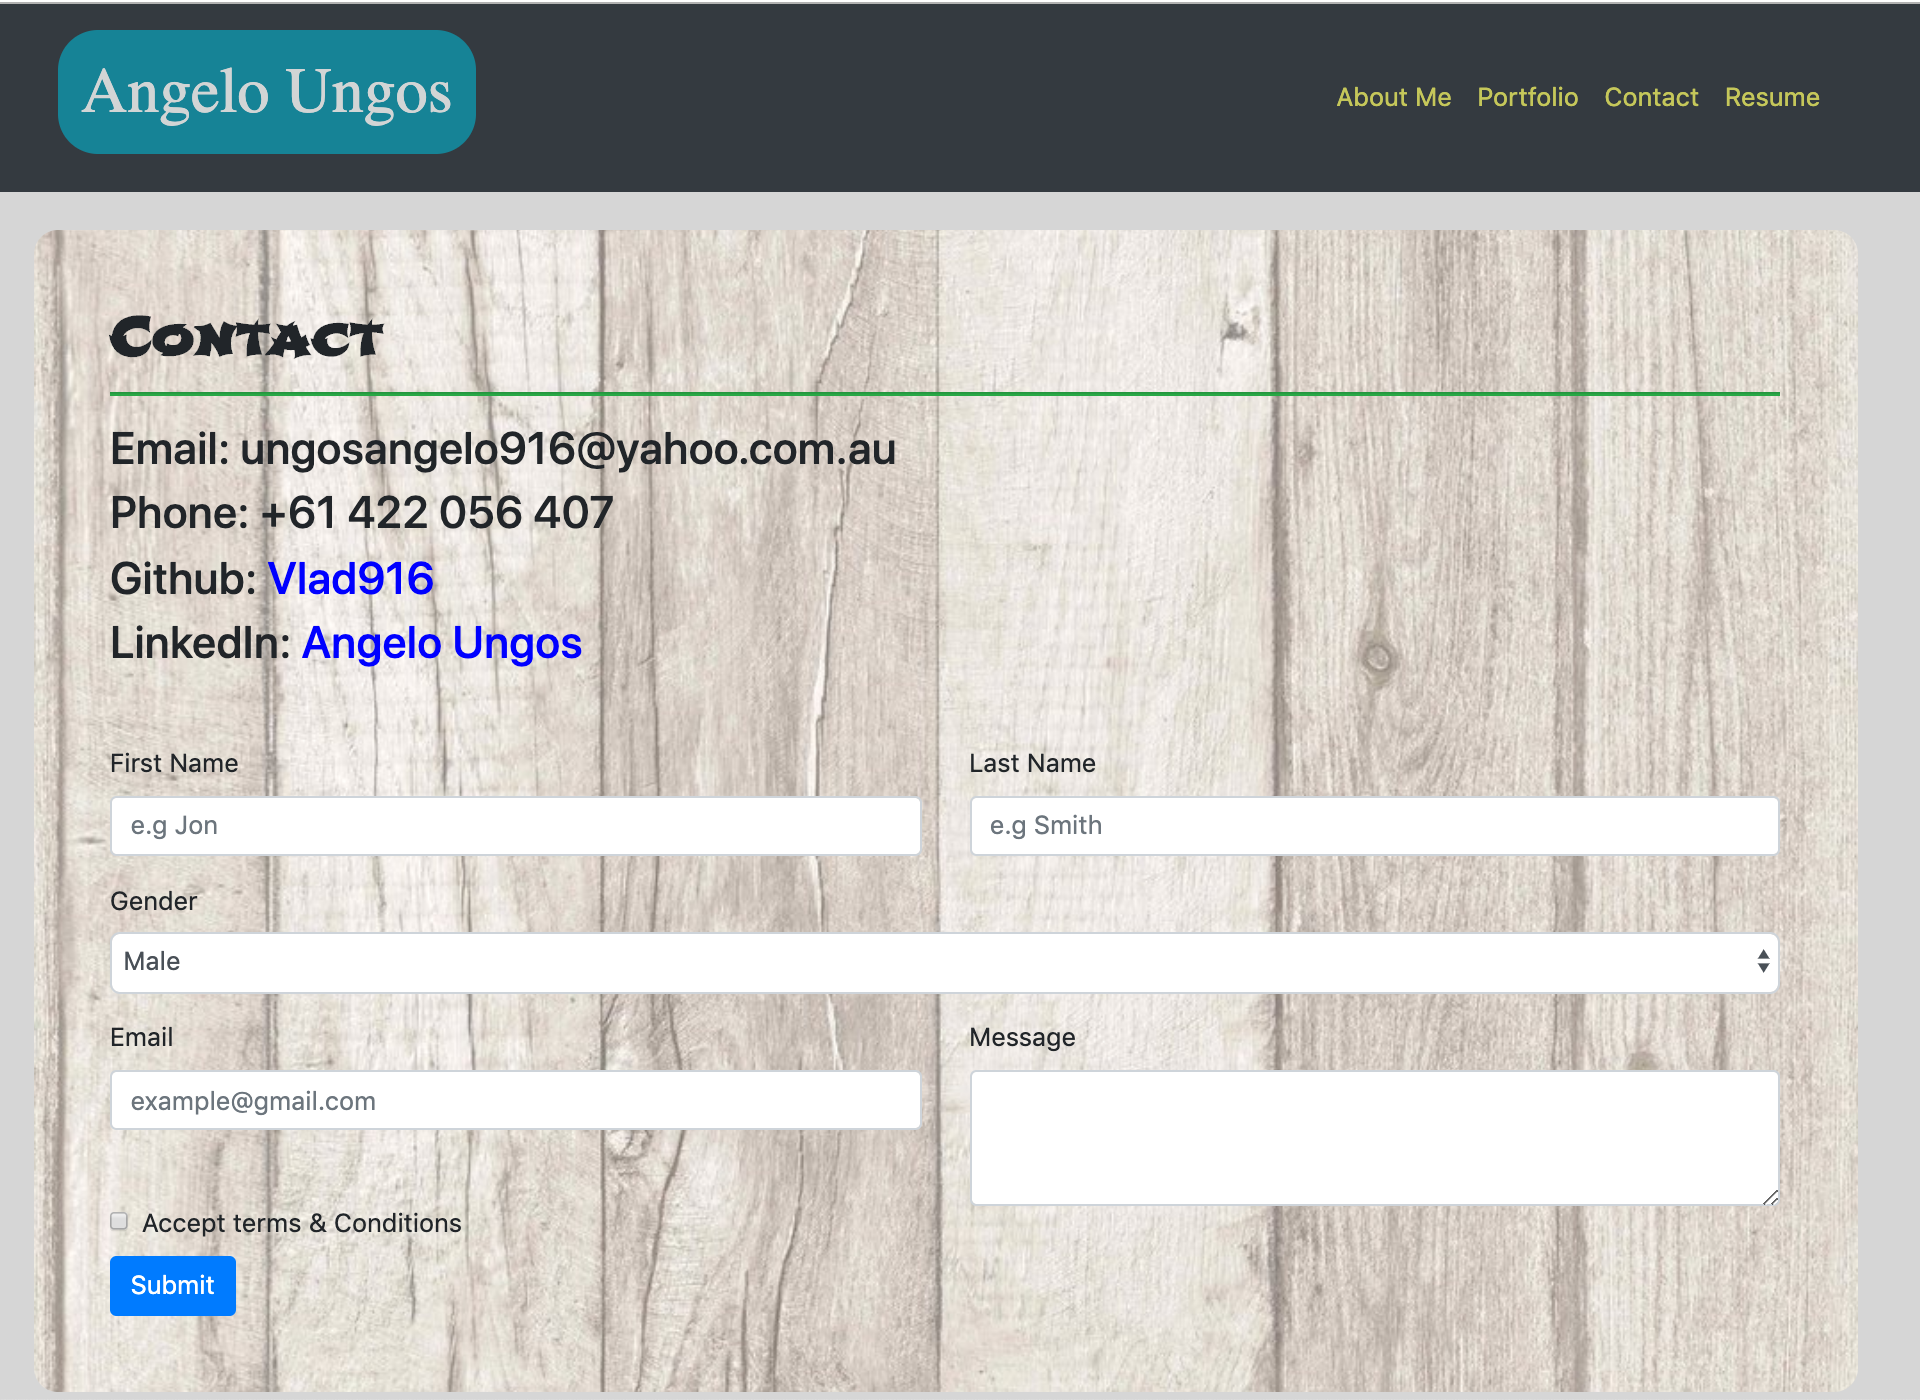 Angelo Ungos
About Me Portfolio Contact Resume
Contact
Email: ungosangelo916@yahoo.com.au
Phone: +61 422 056 407
Github: Vlad916
LinkedIn: Angelo Ungos
First Name
Last Name
e.g Jon
e.g Smith
Gender
Male
Email
Message
example@gmail.com
Accept terms & Conditions
Submit